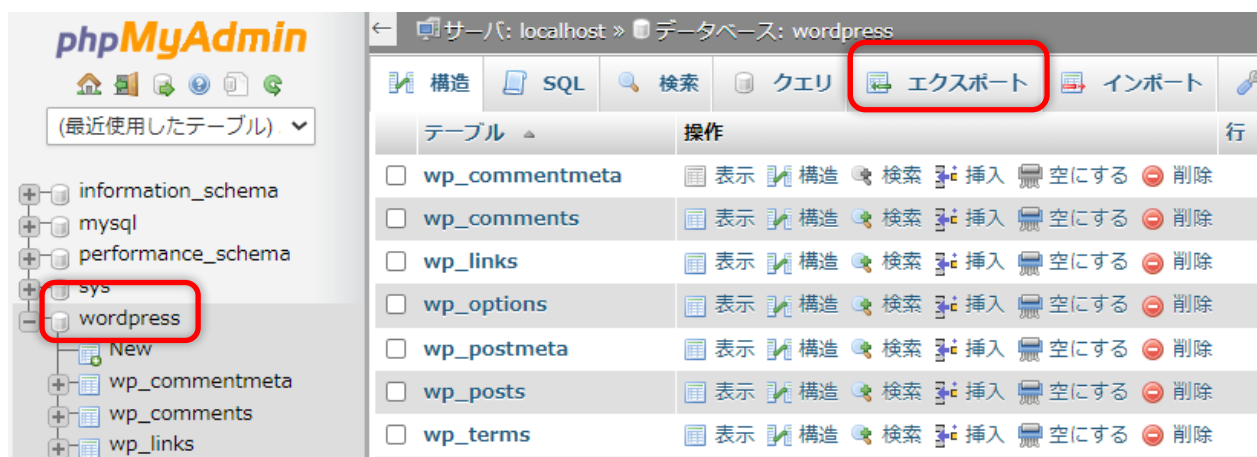 phpMyAdmin
(最近使用したテーブル) .
information_schema
mysql
performance_schema
sys
wordpress
New
wp_commentmeta
wp_comments
wp_links
サーバ: localhost » データベース: wordpress
構造 SQL 検索 クエリ エクスポート インポート
テーブル 操作 行
wp_commentmeta 表示 構造 検索 挿入 空にする 削除
wp_comments 表示 構造 検索 挿入 空にする 削除
wp_links 表示 構造 検索 挿入 空にする 削除
wp_options 表示 構造 検索 挿入 空にする 削除
wp_postmeta 表示 構造 検索 挿入 空にする 削除
wp_posts 表示 構造 検索 挿入 空にする 削除
wp_terms 表示 構造 検索 挿入 空にする 削除